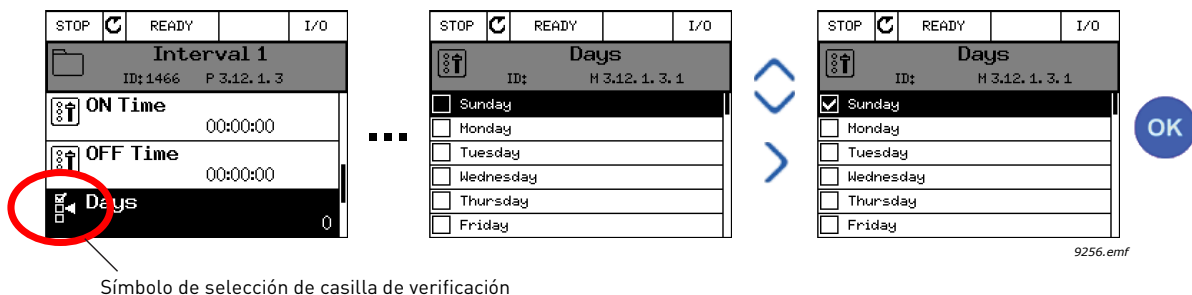 STOP READY I/O
Interval 1
ID:1466 P 3.12.1.3
ON Time
00:00:00
OFF Time
00:00:00
Days
0
STOP READY I/O
Days
ID: M 3.12.1.3.1
Sunday
Monday
Tuesday
Wednesday
Thursday
Friday
STOP READY I/O
Days
ID: M 3.12.1.3.1
Sunday
Monday
Tuesday
Wednesday
Thursday
Friday
OK
9256.emf
Símbolo de selección de casilla de verificación